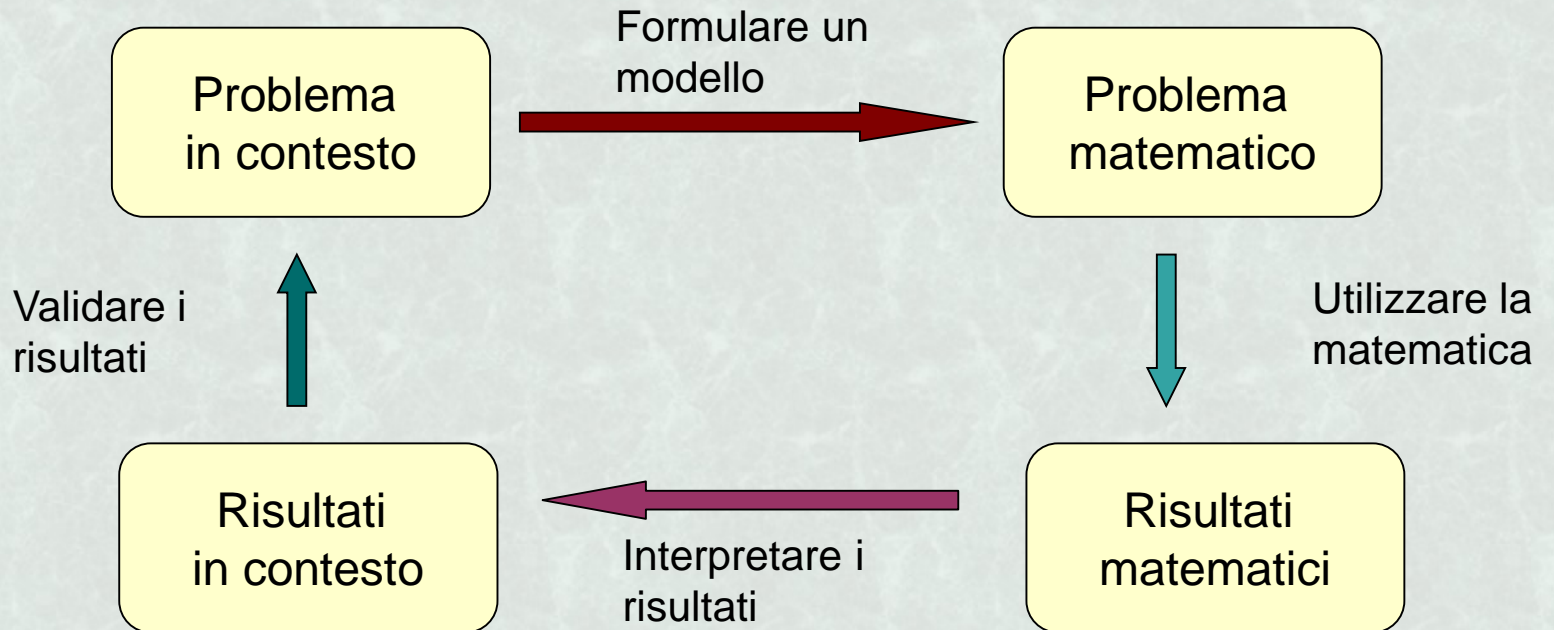 Formulare un
modello
Problema
in contesto
Problema
matematico
Validare i
risultati
Utilizzare la
matematica
Risultati
in contesto
Interpretare i
risultati
Risultati
matematici